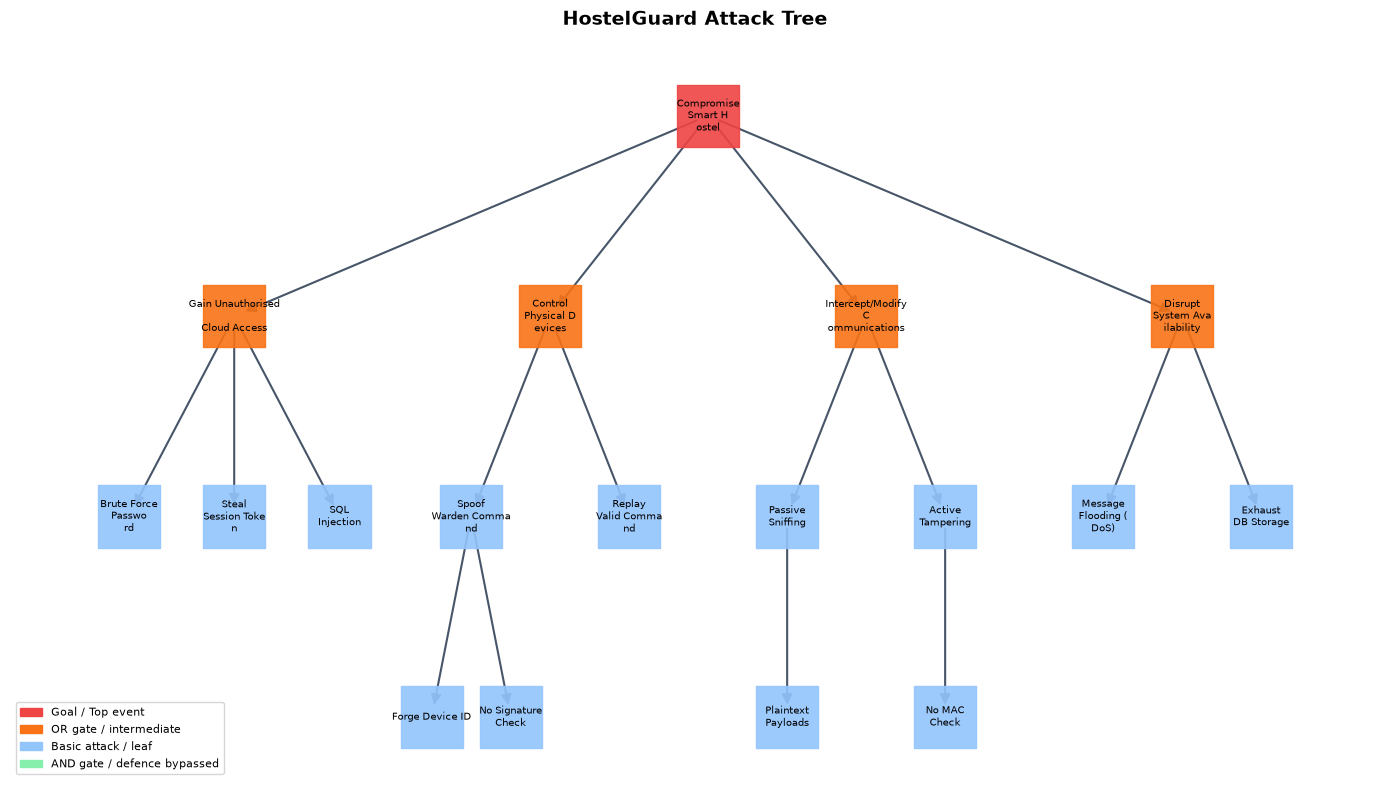 HostelGuard Attack Tree
Compromise
Smart H
ostel
Gain Unauthorised
Cloud Access
Control
Physical D
evices
Intercept/Modify
C
ommunications
Disrupt
System Ava
ilability
Brute Force
Passwo
rd
Steal
Session Toke
n
SQL
Injection
Spoof
Warden Comma
nd
Replay
Valid Comma
nd
Passive
Sniffing
Active
Tampering
Message
Flooding (
DoS)
Exhaust
DB Storage
Forge Device ID
No Signature
Check
Plaintext
Payloads
No MAC
Check
Goal / Top event
OR gate / intermediate
Basic attack / leaf
AND gate / defence bypassed